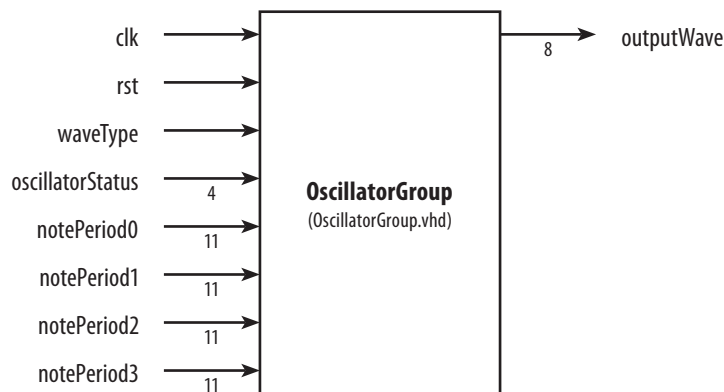 clk
rst
waveType
oscillatorStatus
4
notePeriod0
11
notePeriod1
11
notePeriod2
11
notePeriod3
11
OscillatorGroup
(OscillatorGroup.vhd)
8
outputWave